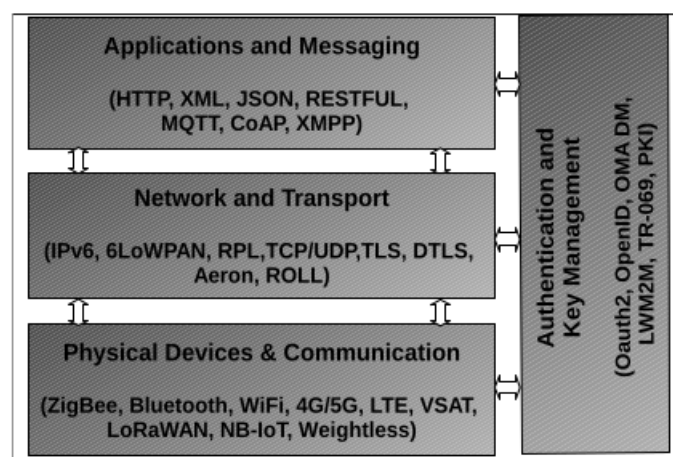 Applications and Messaging
(HTTP, XML, JSON, RESTFUL,
MQTT, CoAP, XMPP)
Network and Transport
(IPv6, 6LoWPAN, RPL,TCP/UDP,TLS, DTLS,
Aeron, ROLL)
Physical Devices & Communication
(ZigBee, Bluetooth, WiFi, 4G/5G, LTE, VSAT,
LoRaWAN, NB-IoT, Weightless)
Authentication and
Key Management
(Oauth2, OpenID, OMA DM,
LWM2M, TR-069, PKI)